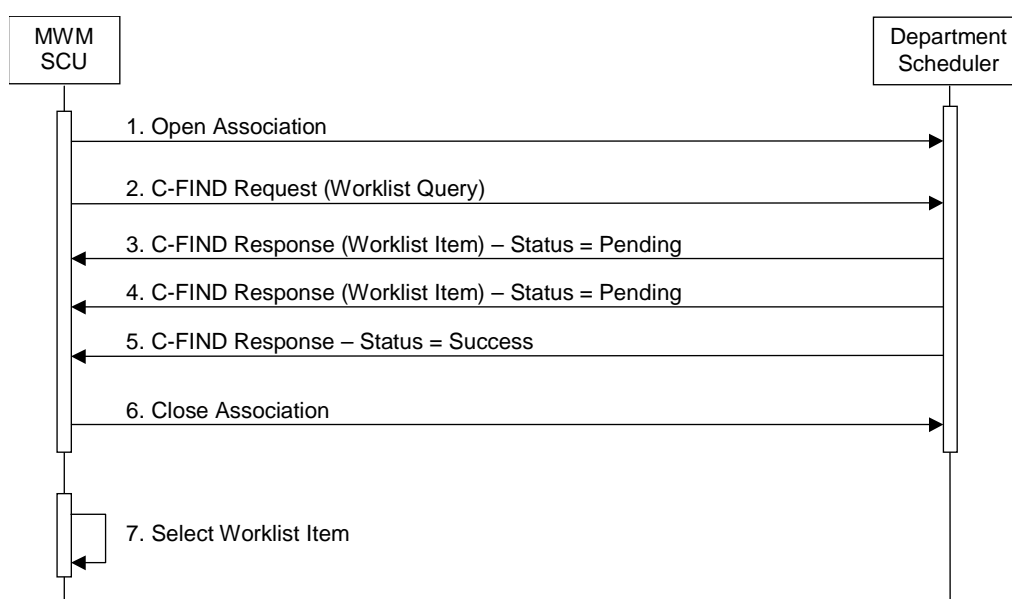 MWM
SCU
Department
Scheduler
1. Open Association
2. C-FIND Request (Worklist Query)
3. C-FIND Response (Worklist Item) – Status = Pending
4. C-FIND Response (Worklist Item) – Status = Pending
5. C-FIND Response – Status = Success
6. Close Association
7. Select Worklist Item